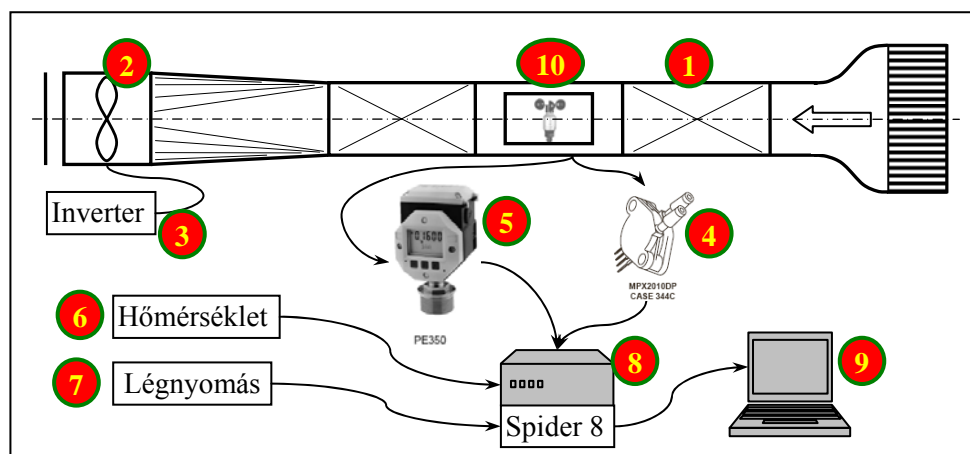 2
10
1
Inverter
3
5
4
MPX2010DP
CASE 344C
PE350
6
Hőmérséklet
7
Légnyomás
8
Spider 8
9